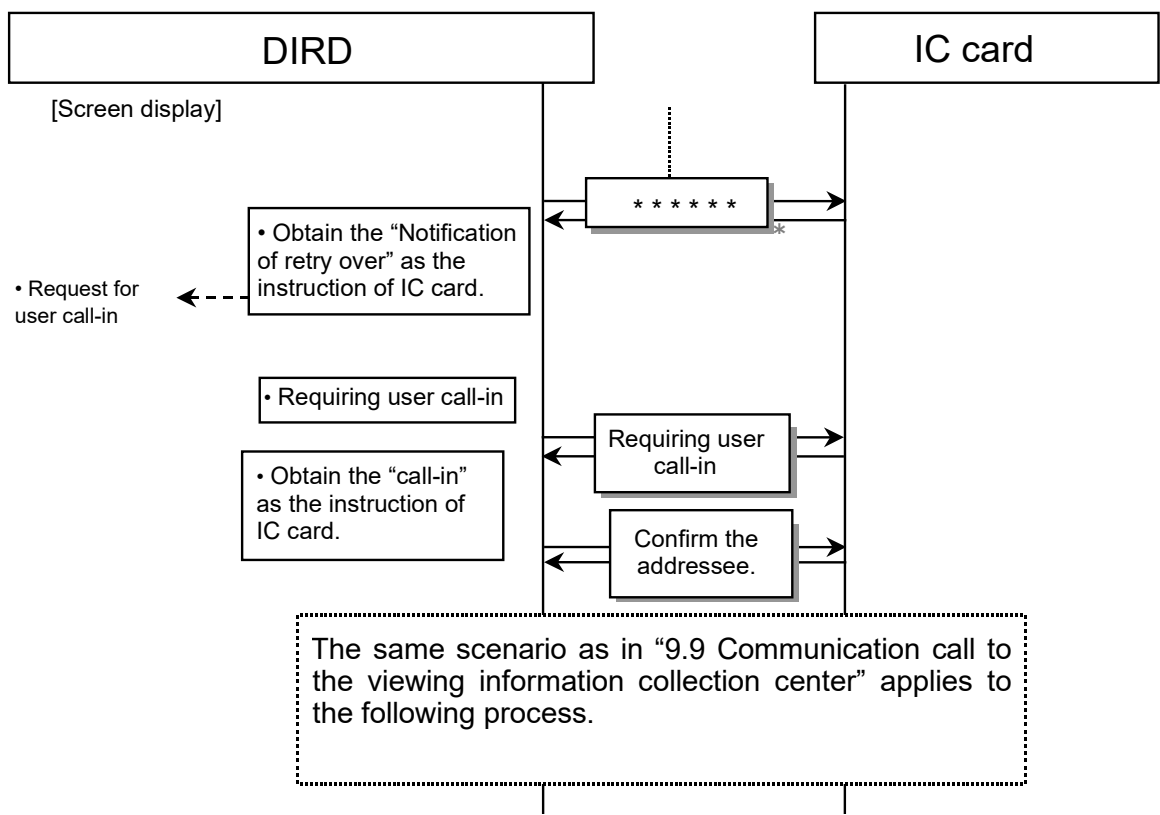 DIRD
IC card
[Screen display]
* * * * * *
*
• Obtain the “Notification
of retry over” as the
instruction of IC card.
• Request for
user call-in
• Requiring user call-in
Requiring user
call-in
• Obtain the “call-in”
as the instruction of
IC card.
Confirm the
addressee.
The same scenario as in “9.9 Communication call to
the viewing information collection center” applies to
the following process.